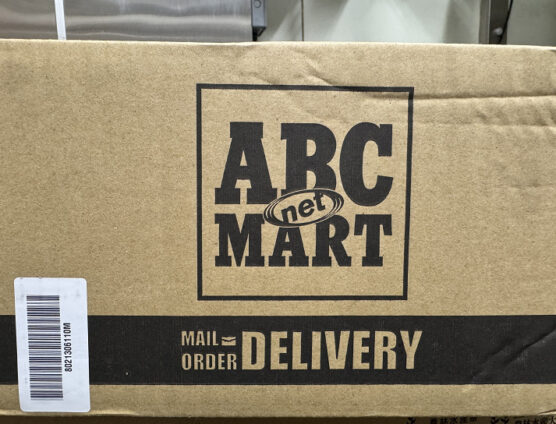 ABC
net
MART
MAIL
ORDER DELIVERY
8021306110M